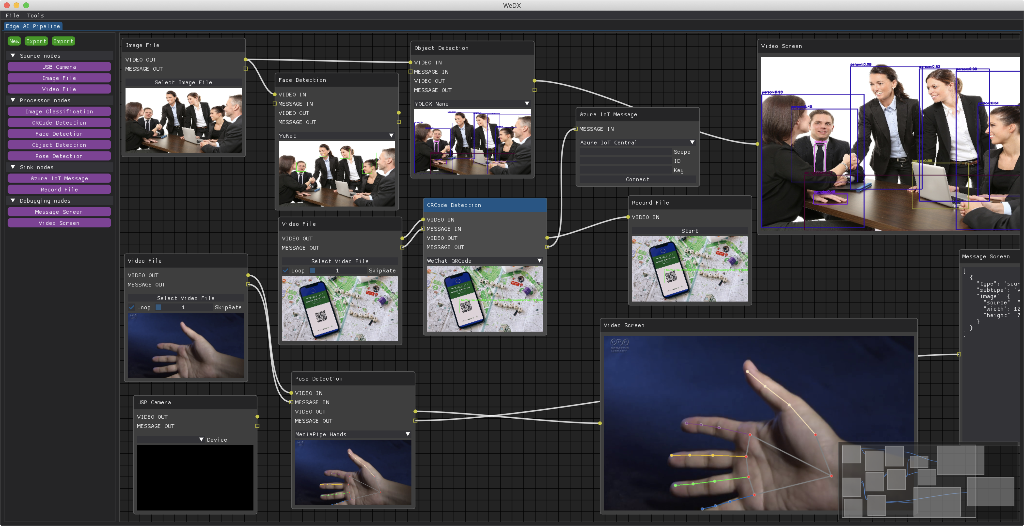 WeDX
File Tools
Edge AI Pipeline
New Export Import
▼ Source nodes
USB Camera
Image File
Video File
▼ Processor nodes
Image Classification
QRCode Detection
Face Detection
Object Detection
Pose Detection
▼ Sink nodes
Azure IoT Message
Record File
▼ Debugging nodes
Message Screen
Video Screen
Image File
VIDEO OUT
MESSAGE OUT
Select Image File
Face Detection
VIDEO IN
MESSAGE IN
VIDEO OUT
MESSAGE OUT
YuNet
Object Detection
VIDEO IN
MESSAGE IN
VIDEO OUT
MESSAGE OUT
YOLOX Nano
Azure IoT Message
MESSAGE IN
Azure IoT Central
Scope
ID
Key
Connect
Video Screen
Video File
VIDEO OUT
MESSAGE OUT
Select Video File
Loop 1 SkipRate
QRCode Detection
VIDEO IN
MESSAGE IN
VIDEO OUT
MESSAGE OUT
WeChat QRCode
Record File
VIDEO IN
Start
Video File
VIDEO OUT
MESSAGE OUT
Select Video File
Loop 1 SkipRate
Message Screen
[
{
"type":
"subtype":
"image" {
"source"
"width": 12
"height": 7
}
}
Pose Detection
VIDEO IN
MESSAGE IN
VIDEO OUT
MESSAGE OUT
MediaPipe Hands
Video Screen
USB Camera
VIDEO OUT
MESSAGE OUT
▼ Device